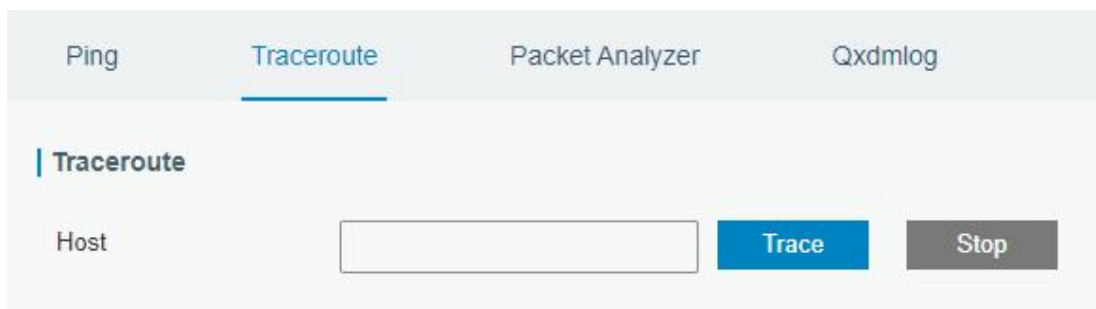 Ping Traceroute Packet Analyzer Qxdmlog
Traceroute
Host Trace Stop